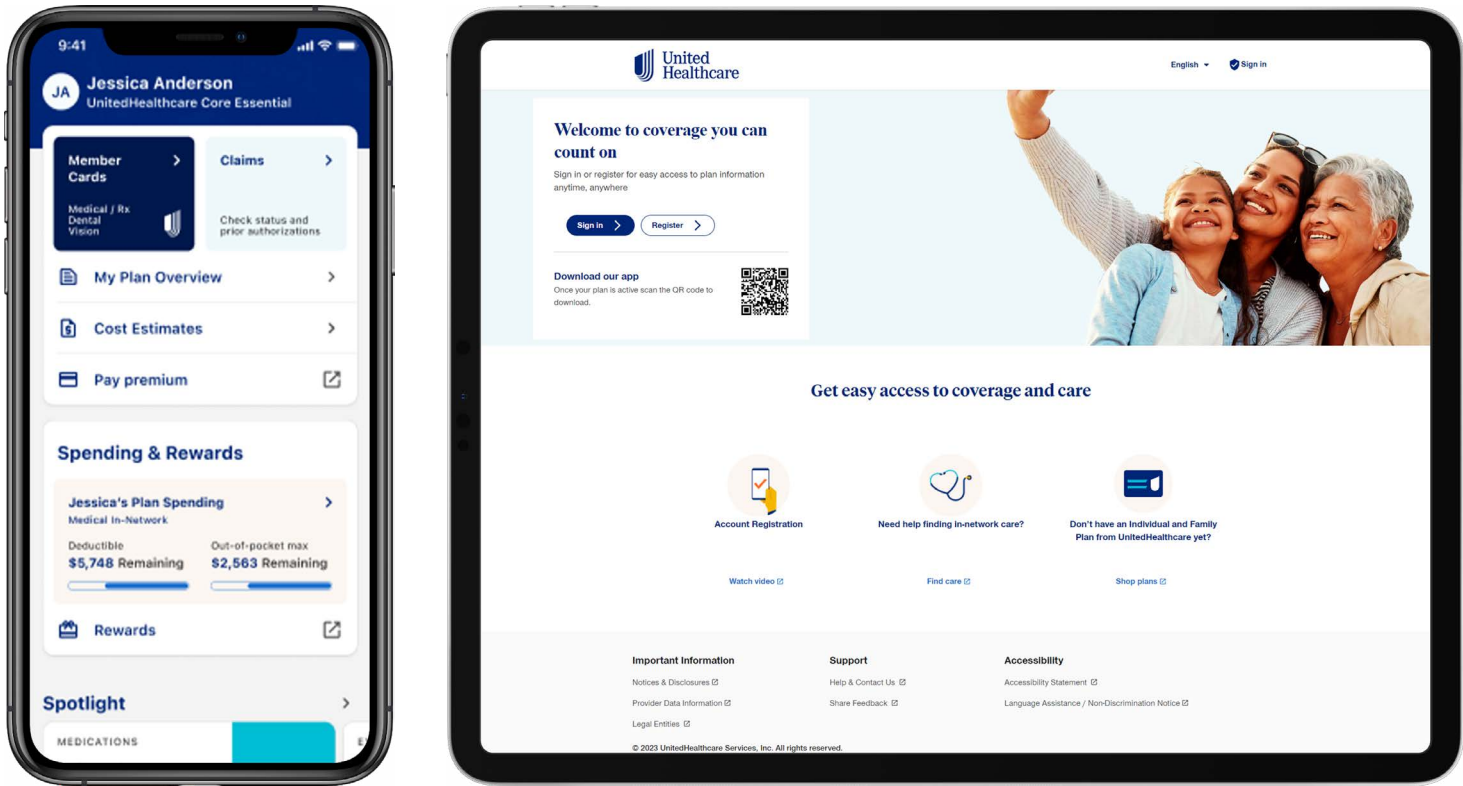 9:41
JA
Jessica Anderson
UnitedHealthcare Core Essential
Member
Cards
Medical / Rx
Dental
Vision
Claims
Check status and
prior authorizations
My Plan Overview
Cost Estimates
Pay premium
Spending & Rewards
Jessica's Plan Spending
Medical In-Network
Deductible
$5,748 Remaining
Out-of-pocket max
$2,563 Remaining
Rewards
Spotlight
MEDICATIONS
United
Healthcare
English
Sign in
Welcome to coverage you can
count on
Sign in or register for easy access to plan information
anytime, anywhere
Sign in
Register
Download our app
Once your plan is active scan the QR code to
download.
Get easy access to coverage and care
Account Registration
Watch video
Need help finding in-network care?
Find care
Don't have an Individual and Family
Plan from UnitedHealthcare yet?
Shop plans
Important Information
Notices & Disclosures
Provider Data Information
Legal Entities
Support
Help & Contact Us
Share Feedback
Accessibility
Accessibility Statement
Language Assistance / Non-Discrimination Notice
© 2023 UnitedHealthcare Services, Inc. All rights reserved.